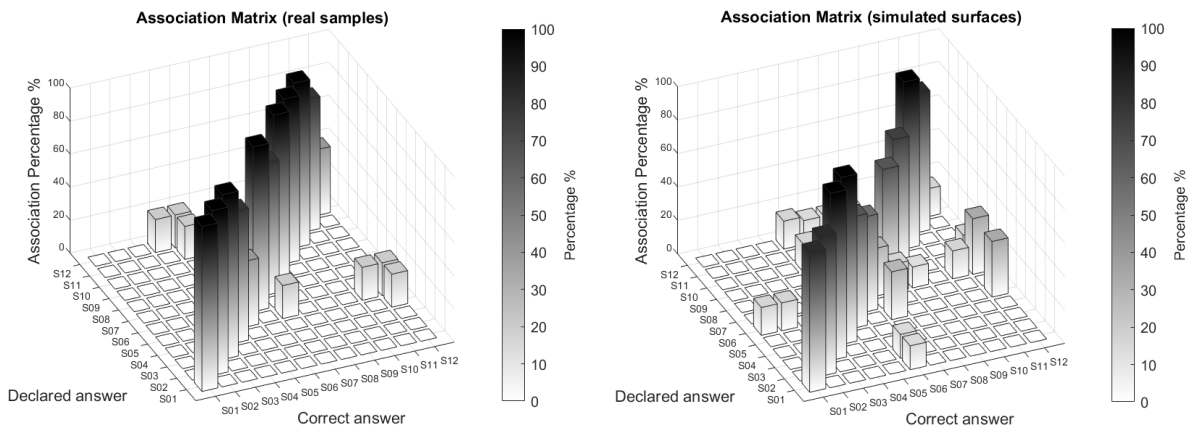 Association Matrix (real samples)
Association Percentage %
100
80
60
40
20
0
S12
S11
S10
S09
S08
S07
S06
S05
S04
S03
S02
S01
Declared answer
S01
S02
S03
S04
S05
S06
S07
S08
S09
S10
S11
S12
Correct answer
100
90
80
70
60
50
40
30
20
10
0
Percentage %
Association Matrix (simulated surfaces)
Association Percentage %
100
80
60
40
20
0
S12
S11
S10
S09
S08
S07
S06
S05
S04
S03
S02
S01
Declared answer
S01
S02
S03
S04
S05
S06
S07
S08
S09
S10
S11
S12
Correct answer
100
90
80
70
60
50
40
30
20
10
0
Percentage %